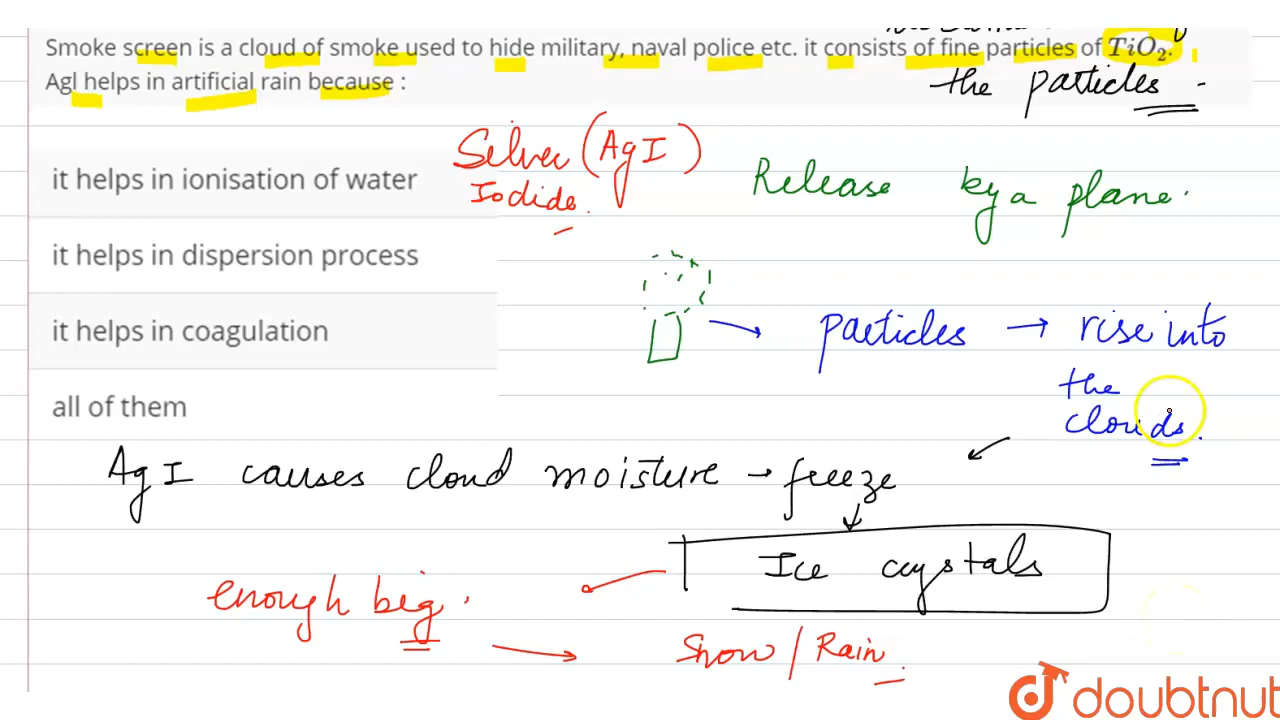 Smoke screen is a cloud of smoke used to hide military, naval police etc. it consists of fine particles of TiO₂.
AgI helps in artificial rain because :
the particles
it helps in ionisation of water
Silver (AgI)
Iodide.
Release by a plane.
it helps in dispersion process
it helps in coagulation
particles → rise into
the
clouds.
all of them
AgI causes cloud moisture → freeze
Ice crystals
enough big.
Snow / Rain.
doubtnut